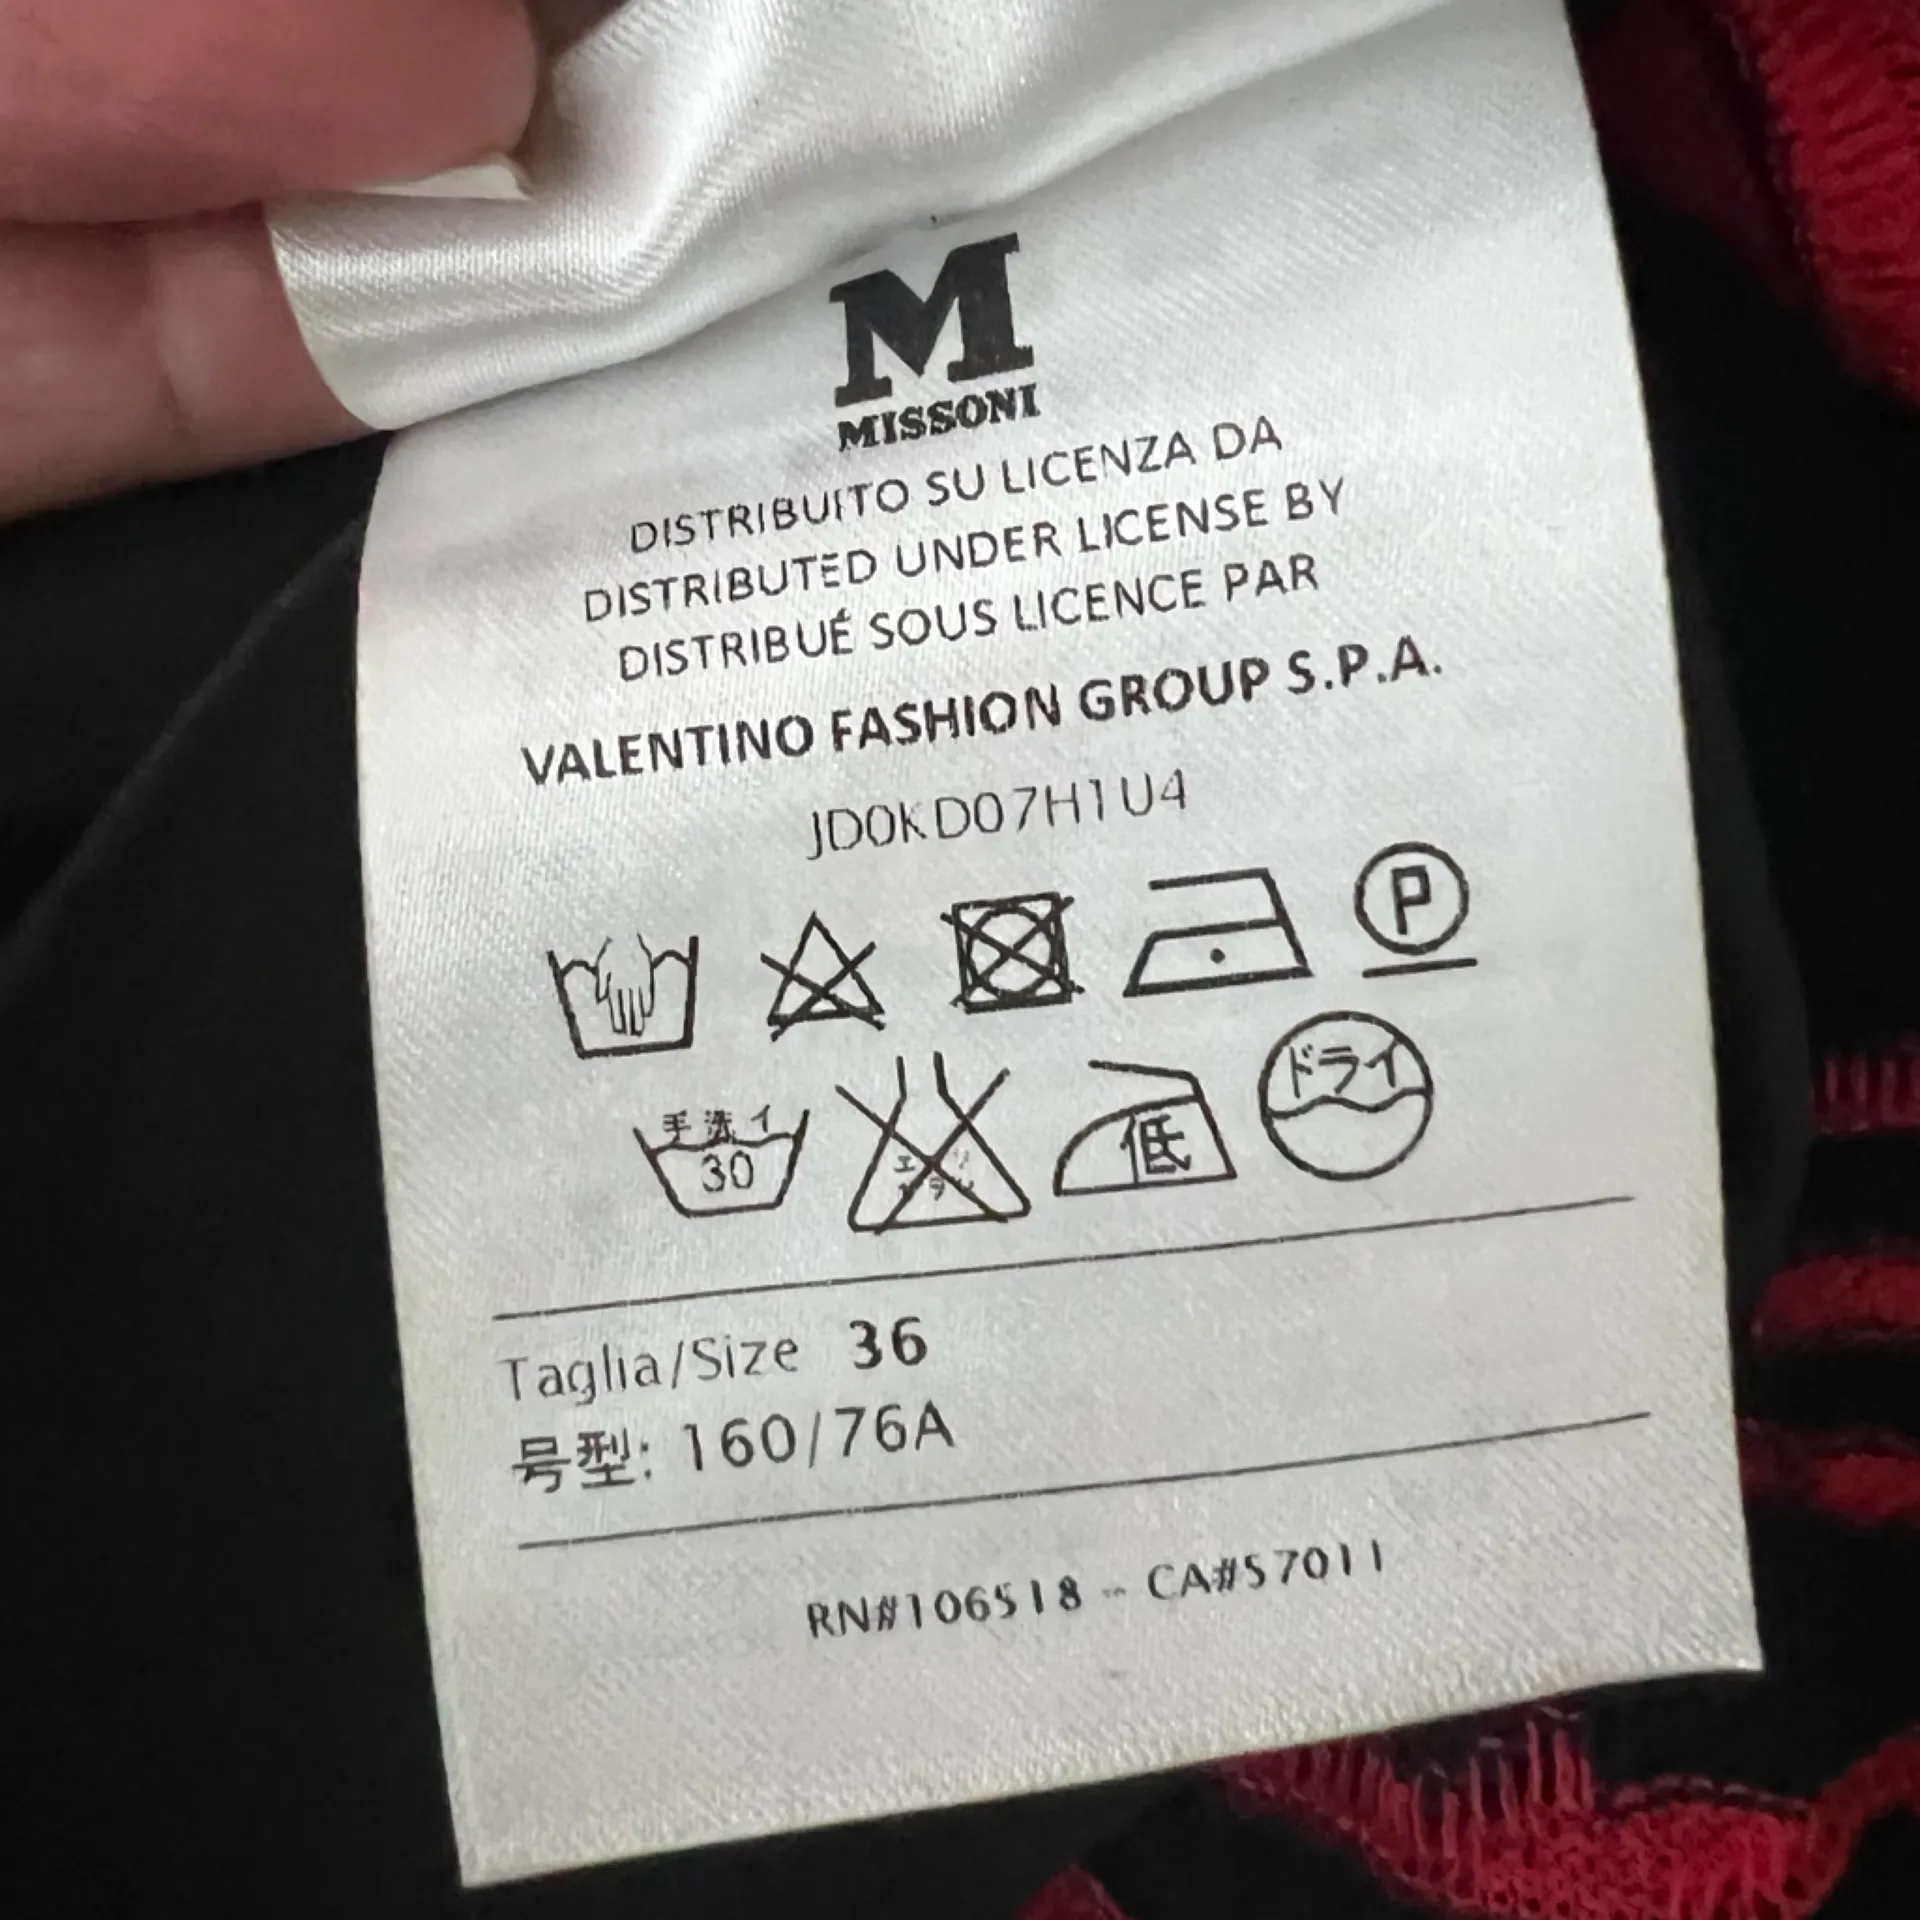 M
MISSONI
DISTRIBUITO SU LICENZA DA
DISTRIBUTED UNDER LICENSE BY
DISTRIBUÉ SOUS LICENCE PAR
VALENTINO FASHION GROUP S.P.A.
JD0KD07H1U4
P
手洗イ
30
低
ドライ
Taglia/Size 36
号型: 160/76A
RN#106518 - CA#57011